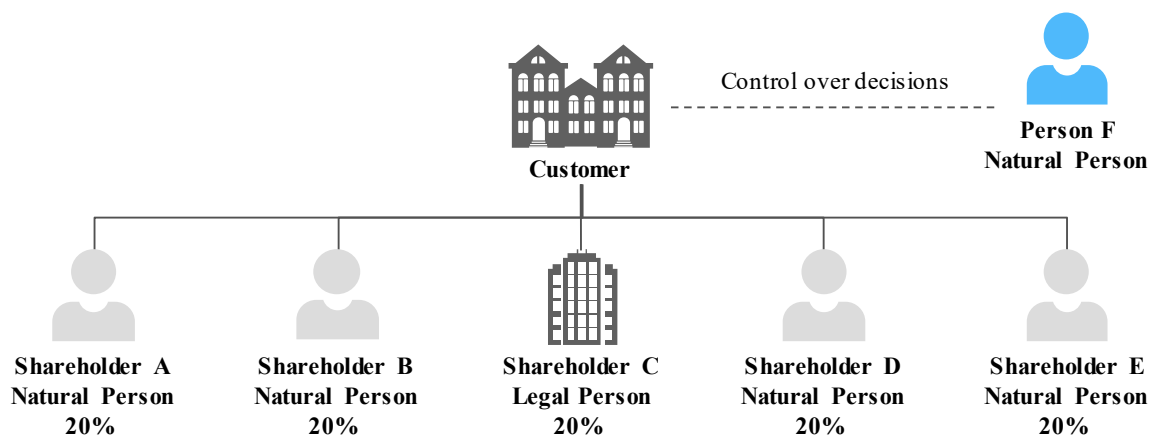 Control over decisions
Person F
Natural Person
Customer
Shareholder A
Natural Person
20%
Shareholder B
Natural Person
20%
Shareholder C
Legal Person
20%
Shareholder D
Natural Person
20%
Shareholder E
Natural Person
20%